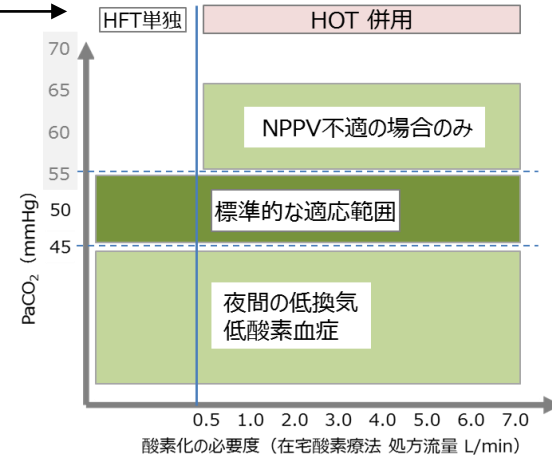 HFT単独 HOT 併用
70
65
NPPV不適の場合のみ
60
55
50 標準的な適応範囲
45
PaCO2（mmHg）
夜間の低換気
低酸素血症
0.5 1.0 2.0 3.0 4.0 5.0 6.0 7.0
酸素化の必要度（在宅酸素療法 処方流量 L/min）